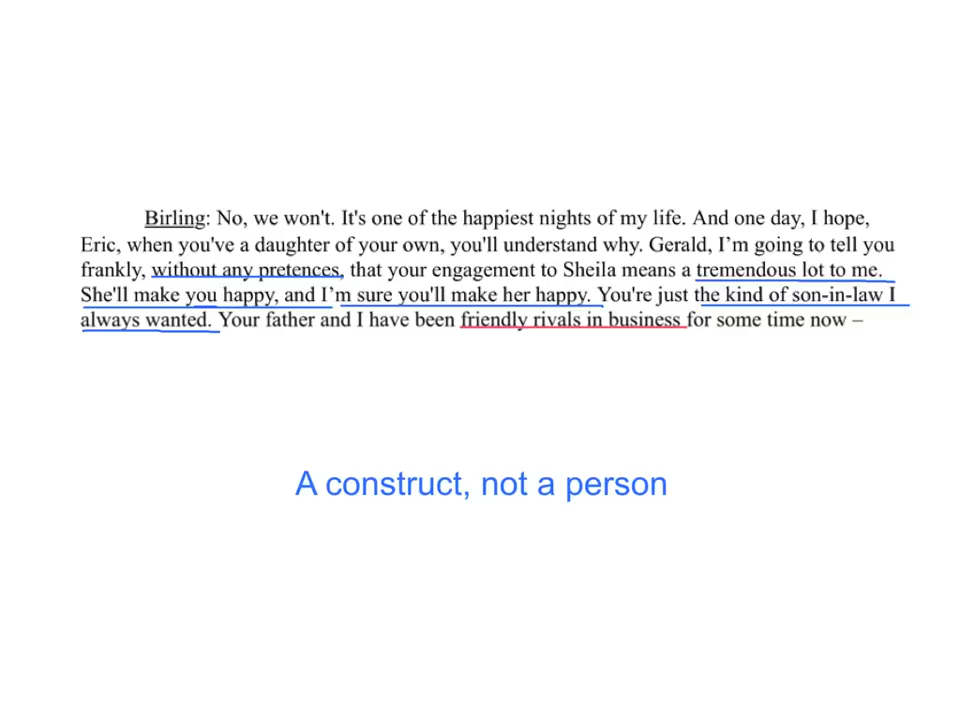 Birling: No, we won't. It's one of the happiest nights of my life. And one day, I hope,
Eric, when you've a daughter of your own, you'll understand why. Gerald, I’m going to tell you
frankly, without any pretences, that your engagement to Sheila means a tremendous lot to me.
She'll make you happy, and I’m sure you'll make her happy. You're just the kind of son-in-law I
always wanted. Your father and I have been friendly rivals in business for some time now –
A construct, not a person